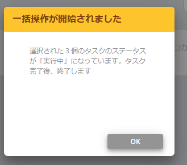 一括操作が開始されました
選択された 3 個のタスクのステータス
が「実行中」になっています。タスク
完了後、終了します
OK